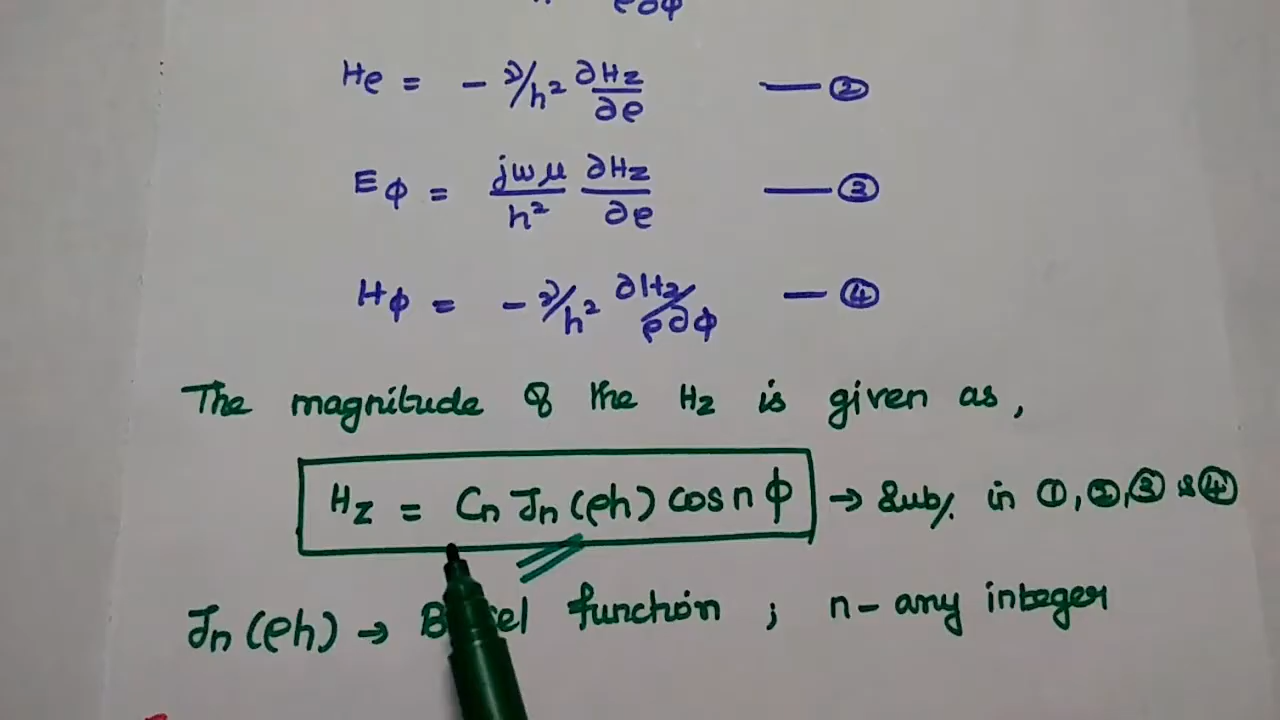 ρ∂φ
Hρ = - γ/h² ∂Hz/∂ρ — ②
Eφ = jωμ/h² ∂Hz/∂ρ — ③
Hφ = - γ/h² ∂Hz/ρ∂φ — ④
The magnitude of the Hz is given as,
Hz = Cn Jn (ρh) cos n φ → Sub/. in ①, ②, ③ & ④
Jn (ρh) → function ; n - any integer